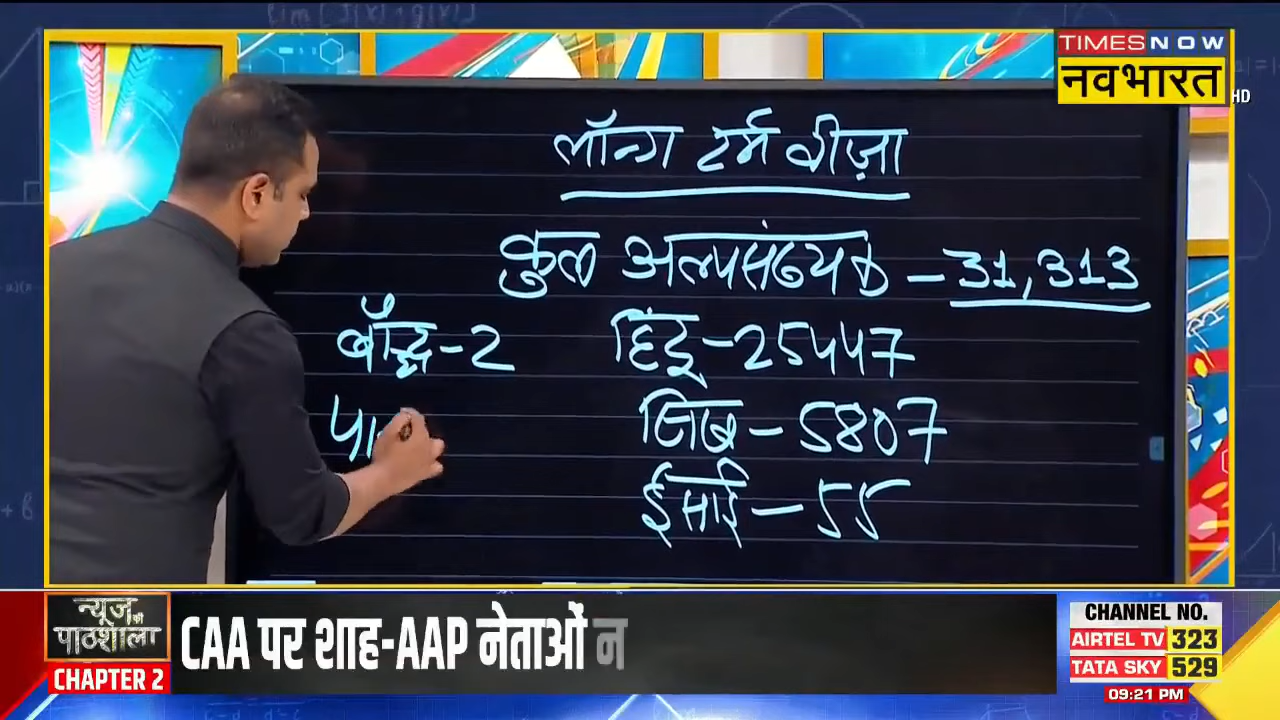 TIMES NOW
नवभारत
HD
लॉन्ग टर्म वीज़ा
कुल अल्पसंख्यक - 31,313
बौद्ध - 2
हिंदू - 25447
सिख - 5807
ईसाई - 55
न्यूज़ की
पाठशाला
CHAPTER 2
CAA पर शाह-AAP नेताओं न
CHANNEL NO.
AIRTEL TV 323
TATA SKY 529
09:21 PM